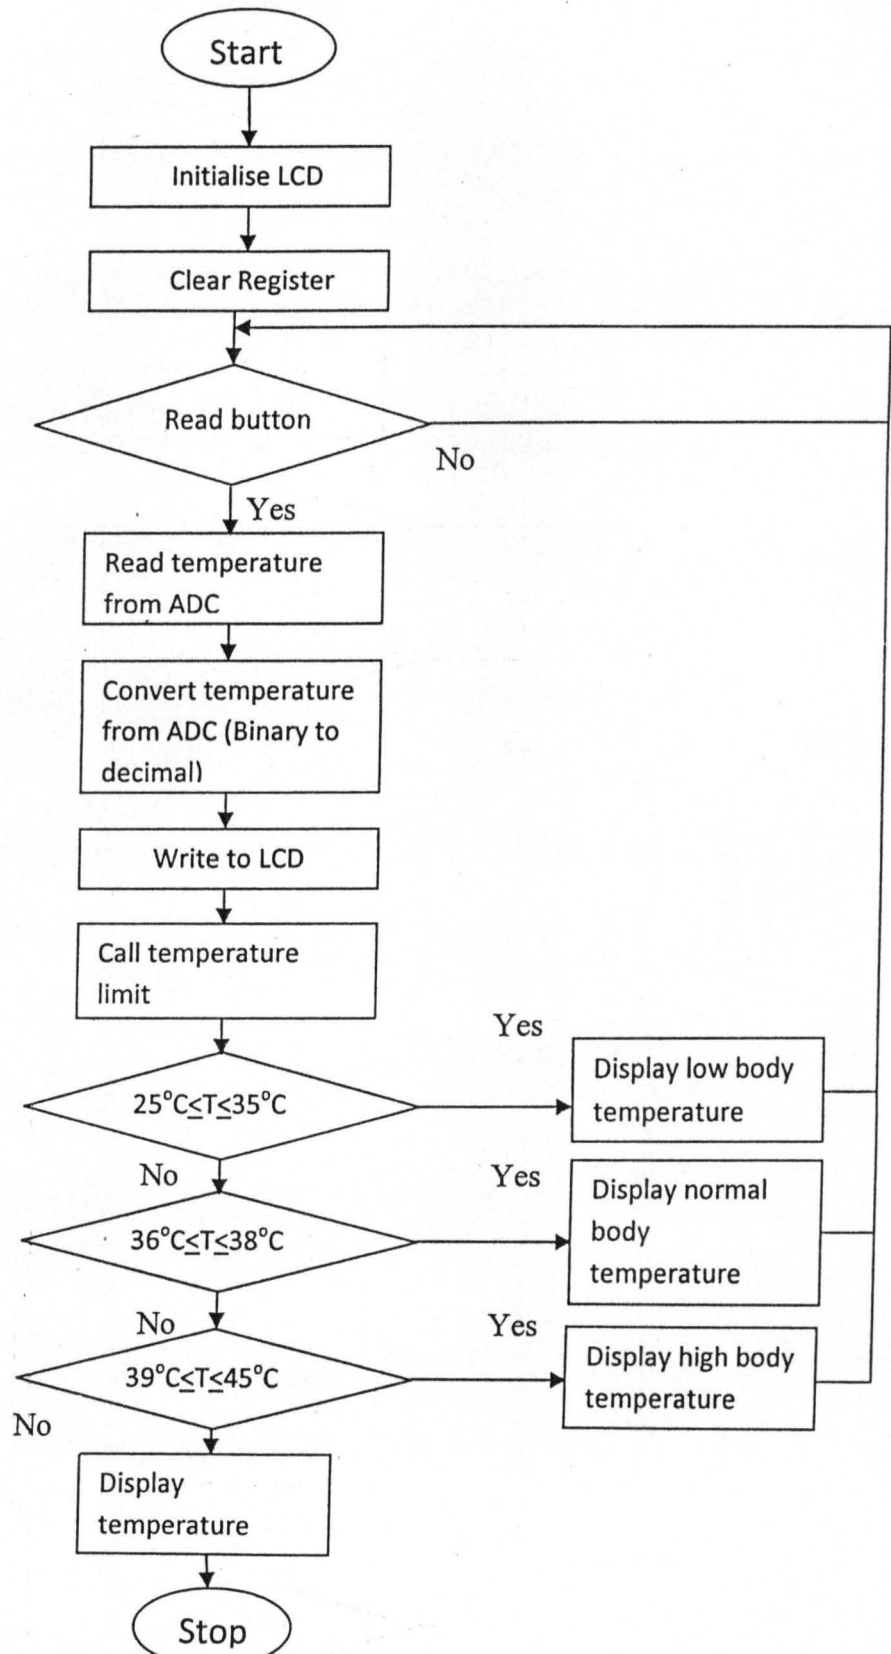 Start
Initialise LCD
Clear Register
Read button
No
Yes
Read temperature
from ADC
Convert temperature
from ADC (Binary to
decimal)
Write to LCD
Call temperature
limit
Yes
25°C≤T≤35°C
Display low body
temperature
No
Yes
36°C≤T≤38°C
Display normal
body
temperature
No
Yes
39°C≤T≤45°C
Display high body
temperature
No
Display
temperature
Stop